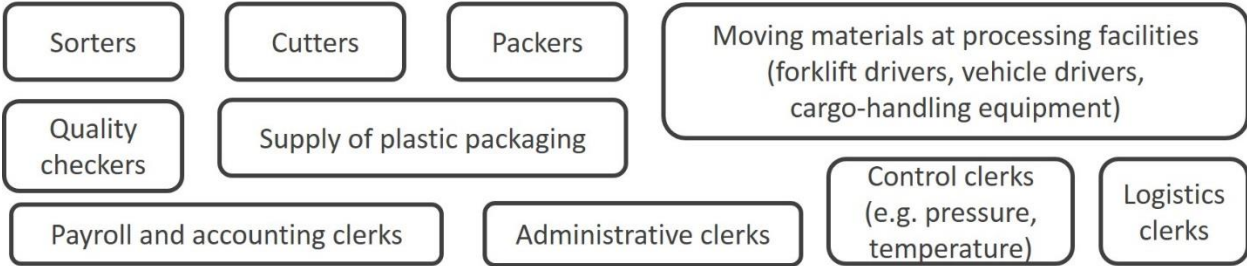 Sorters
Cutters
Packers
Moving materials at processing facilities
(forklift drivers, vehicle drivers,
cargo-handling equipment)
Quality
checkers
Supply of plastic packaging
Control clerks
(e.g. pressure,
temperature)
Logistics
clerks
Payroll and accounting clerks
Administrative clerks